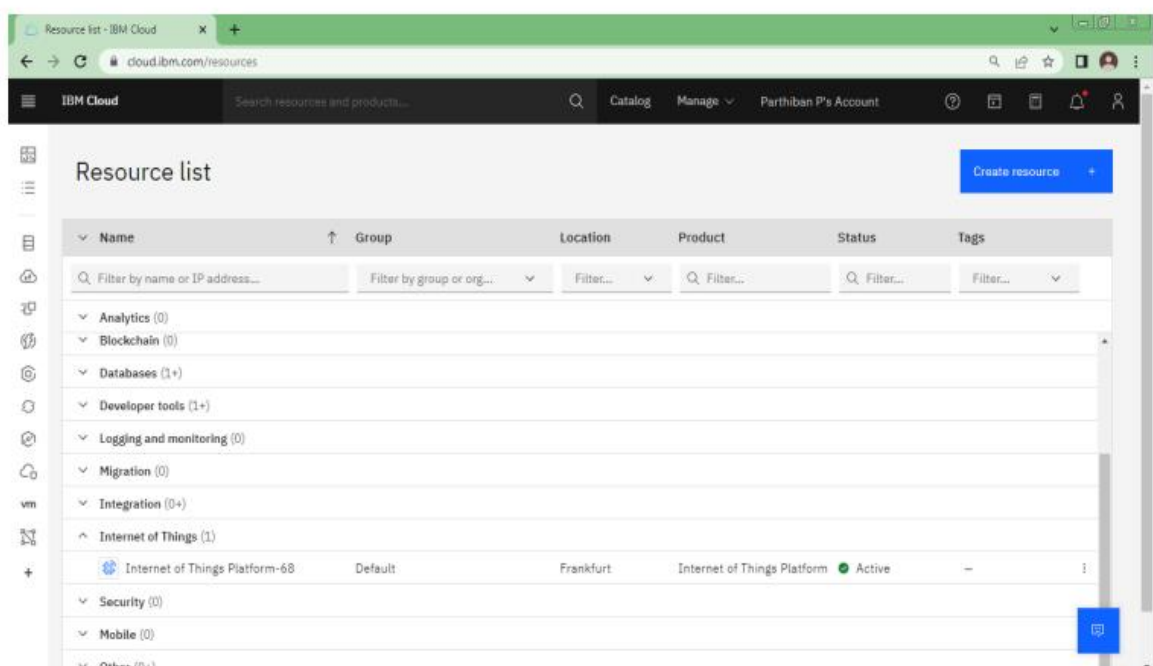 Resource list - IBM Cloud
cloud.ibm.com/resources
IBM Cloud Search resources and products... Catalog Manage Parthiban P's Account
Resource list
Create resource +
Name Group Location Product Status Tags
Filter by name or IP address... Filter by group or org... Filter... Filter... Filter... Filter...
Analytics (0)
Blockchain (0)
Databases (1+)
Developer tools (1+)
Logging and monitoring (0)
Migration (0)
vm
Integration (0+)
Internet of Things (1)
Internet of Things Platform-68 Default Frankfurt Internet of Things Platform Active –
Security (0)
Mobile (0)
Other (0+)